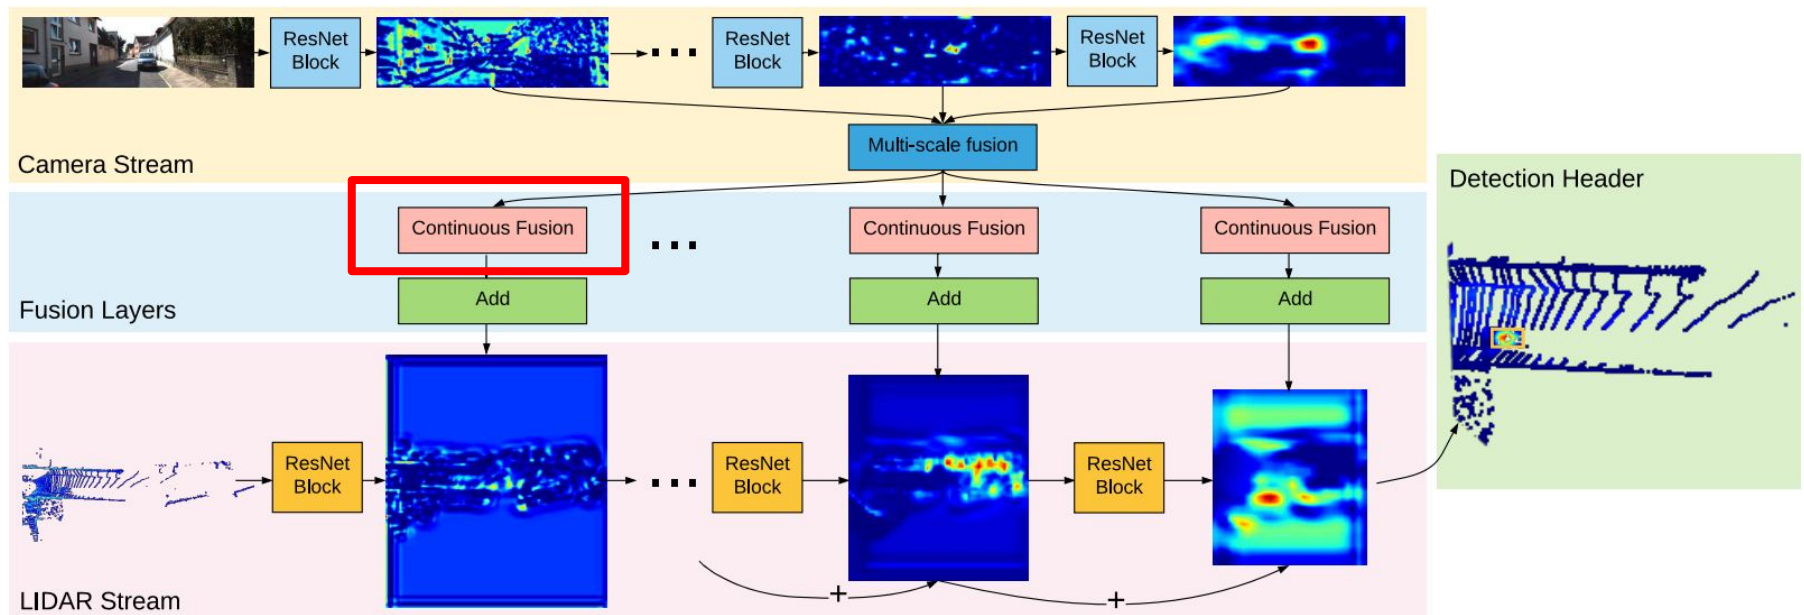 ResNet
Block
...
ResNet
Block
ResNet
Block
Multi-scale fusion
Camera Stream
Continuous Fusion
...
Continuous Fusion
Continuous Fusion
Detection Header
Add
Add
Add
Fusion Layers
ResNet
Block
...
ResNet
Block
ResNet
Block
+
+
LIDAR Stream